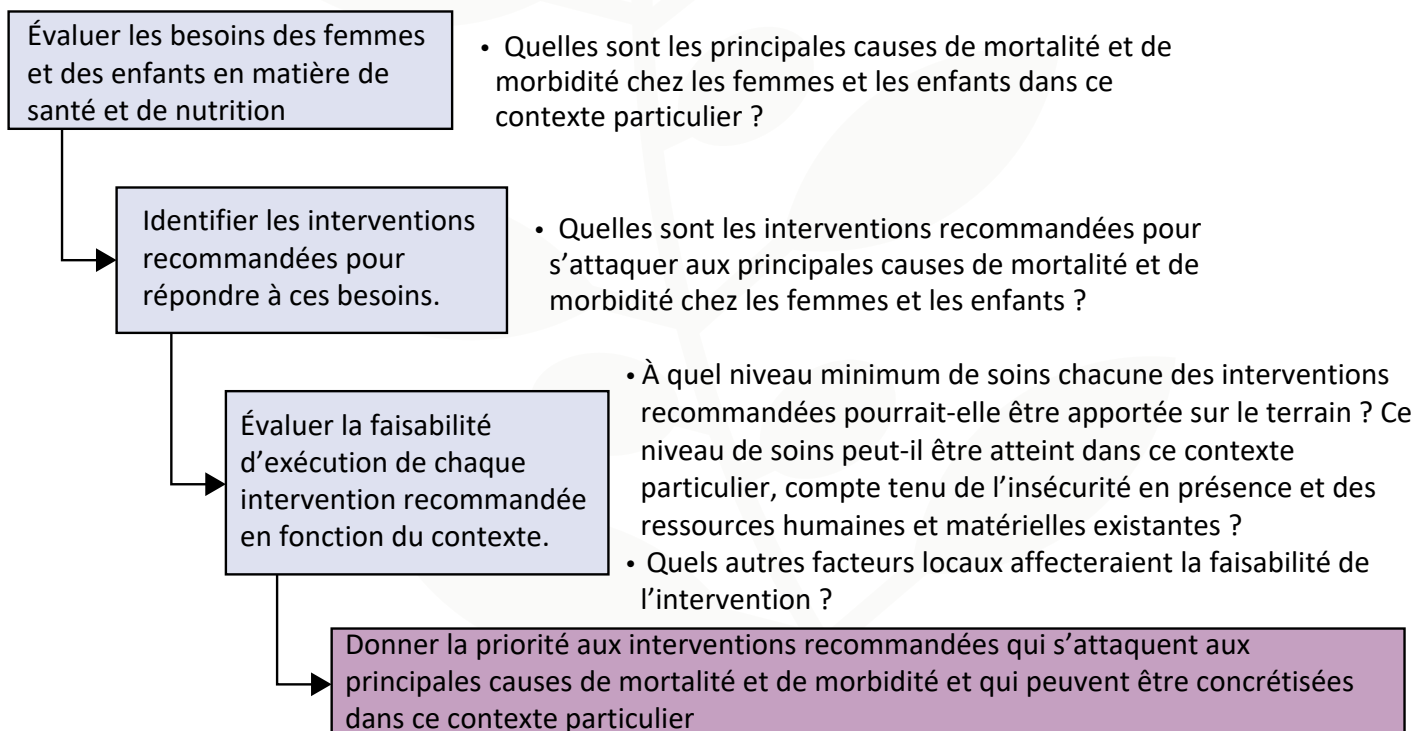 Évaluer les besoins des femmes
et des enfants en matière de
santé et de nutrition
• Quelles sont les principales causes de mortalité et de
morbidité chez les femmes et les enfants dans ce
contexte particulier ?
Identifier les interventions
recommandées pour
répondre à ces besoins.
• Quelles sont les interventions recommandées pour
s’attaquer aux principales causes de mortalité et de
morbidité chez les femmes et les enfants ?
Évaluer la faisabilité
d’exécution de chaque
intervention recommandée
en fonction du contexte.
• À quel niveau minimum de soins chacune des interventions
recommandées pourrait-elle être apportée sur le terrain ? Ce
niveau de soins peut-il être atteint dans ce contexte
particulier, compte tenu de l’insécurité en présence et des
ressources humaines et matérielles existantes ?
• Quels autres facteurs locaux affecteraient la faisabilité de
l’intervention ?
Donner la priorité aux interventions recommandées qui s’attaquent aux
principales causes de mortalité et de morbidité et qui peuvent être concrétisées
dans ce contexte particulier